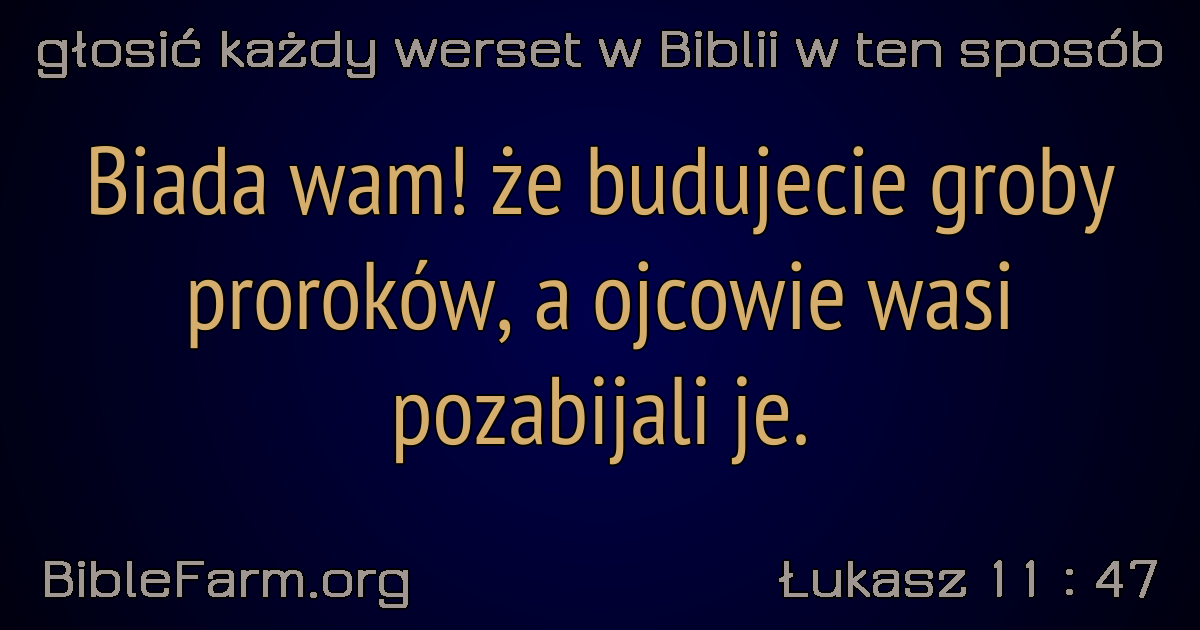 głosić każdy werset w Biblii w ten sposób
Biada wam! że budujecie groby
proroków, a ojcowie wasi
pozabijali je.
BibleFarm.org
Łukasz 11 : 47